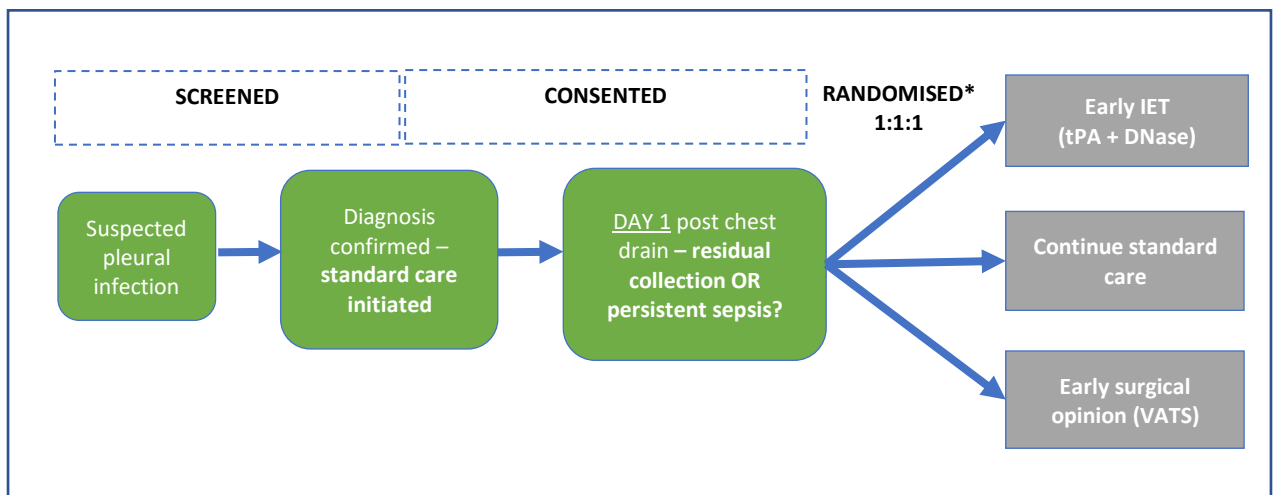 SCREENED
CONSENTED
RANDOMISED*
1:1:1
Suspected
pleural
infection
Diagnosis
confirmed –
standard care
initiated
DAY 1 post chest
drain – residual
collection OR
persistent sepsis?
Early IET
(tPA + DNase)
Continue standard
care
Early surgical
opinion (VATS)